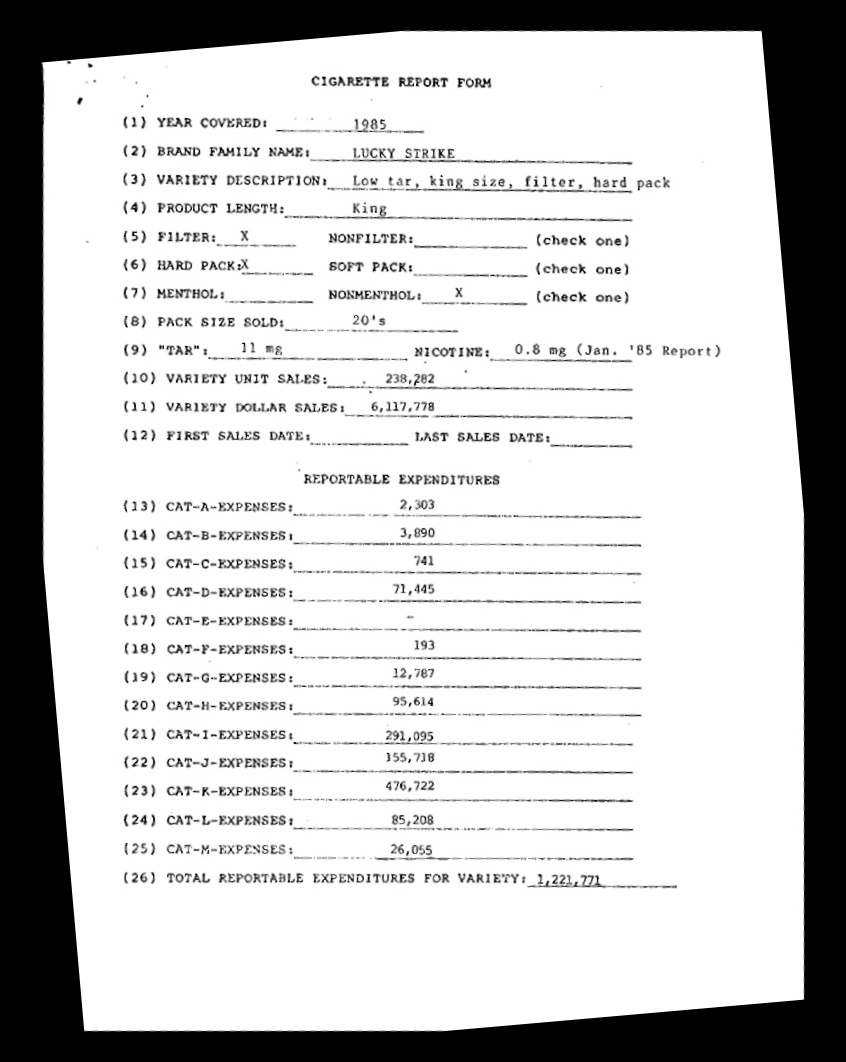 CIGARETTE REPORT FORM
(1) YEAR COVERED: 1985
(2) BRAND FAMILY NAME: LUCKY STRIKE
(3) VARIETY DESCRIPTION: Low tar, king size, filter, hard pack
(4) PRODUCT LENGTH: King
(5) FILTER: X NONFILTER: (check one)
(6) HARD PACK: X SOFT PACK: (check one)
(7) MENTHOL: NONMENTHOL: X (check one)
(8) PACK SIZE SOLD: 20's
(9) "TAR": 11 mg NICOTINE: 0.8 mg (Jan. '85 Report)
(10) VARIETY UNIT SALES: 238,282
(11) VARIETY DOLLAR SALES: 6,117,778
(12) FIRST SALES DATE: LAST SALES DATE:
REPORTABLE EXPENDITURES
(13) CAT-A-EXPENSES: 2,303
(14) CAT-B-EXPENSES: 3,890
(15) CAT-C-EXPENSES: 741
(16) CAT-D-EXPENSES: 71,445
(17) CAT-E-EXPENSES: -
(18) CAT-F-EXPENSES: 193
(19) CAT-G-EXPENSES: 12,787
(20) CAT-H-EXPENSES: 95,614
(21) CAT-I-EXPENSES: 291,095
(22) CAT-J-EXPENSES: 155,718
(23) CAT-K-EXPENSES: 476,722
(24) CAT-L-EXPENSES: 85,208
(25) CAT-M-EXPENSES: 26,055
(26) TOTAL REPORTABLE EXPENDITURES FOR VARIETY: 1,221,771